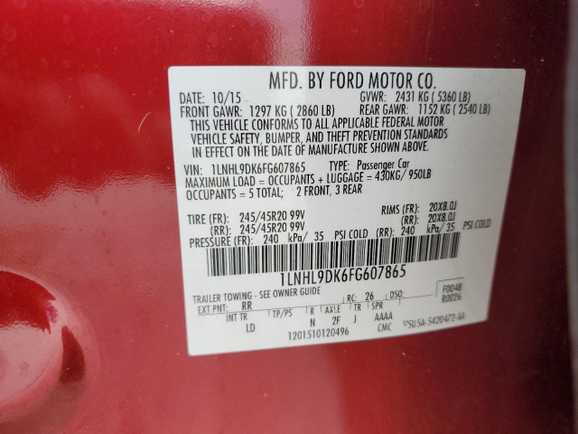 MFD. BY FORD MOTOR CO.
DATE: 10/15 GVWR: 2431 KG ( 5360 LB)
FRONT GAWR: 1297 KG ( 2860 LB) REAR GAWR: 1152 KG ( 2540 LB)
THIS VEHICLE CONFORMS TO ALL APPLICABLE FEDERAL MOTOR
VEHICLE SAFETY, BUMPER, AND THEFT PREVENTION STANDARDS
IN EFFECT ON THE DATE OF MANUFACTURE SHOWN ABOVE.
VIN: 1LNHL9DK6FG607865 TYPE: Passenger Car
MAXIMUM LOAD = OCCUPANTS + LUGGAGE = 430KG/ 950LB
OCCUPANTS = 5 TOTAL; 2 FRONT, 3 REAR
TIRE (FR): 245/45R20 99V RIMS (FR): 20X8.0J
(RR): 245/45R20 99V (RR): 20X8.0J
PRESSURE (FR): 240 kPa/ 35 PSI COLD (RR): 240 kPa/ 35 PSI COLD
1LNHL9DK6FG607865
TRAILER TOWING - SEE OWNER GUIDE
RC: 26 DSO: F0048
EXT PNT: RR R0026
INT TR TP/PS R AXLE TR SPR
LD N 2F J AAAA
1201510120496 CMC